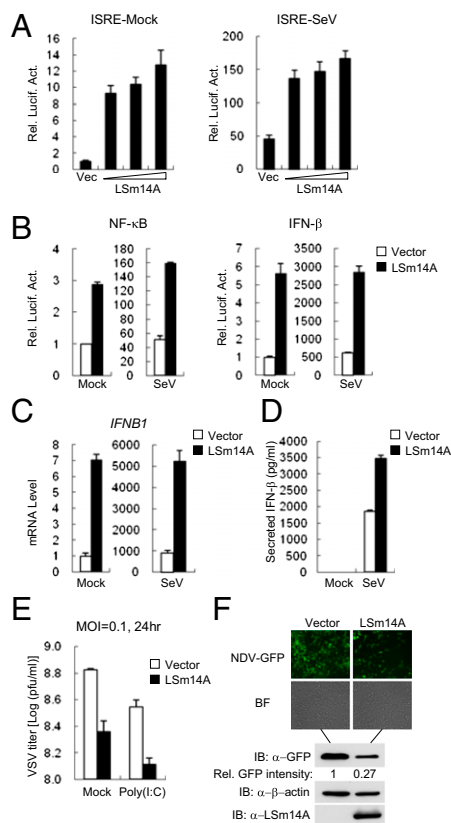 A
ISRE-Mock
ISRE-SeV
Rel. Lucif. Act.
14
12
10
8
6
4
2
0
Vec
LSm14A
Rel. Lucif. Act.
200
150
100
50
0
Vec
LSm14A
B
NF-κB
IFN-β
Rel. Lucif. Act.
4
3
2
1
0
Mock
180
160
140
120
100
80
60
40
20
0
SeV
Rel. Lucif. Act.
7
6
5
4
3
2
1
0
Mock
3500
3000
2500
2000
1500
1000
500
0
SeV
Vector
LSm14A
C
IFNB1
Vector
LSm14A
mRNA Level
8
7
6
5
4
3
2
1
0
Mock
6000
5000
4000
3000
2000
1000
0
SeV
D
Vector
LSm14A
Secreted IFN-β (pg/ml)
4000
3500
3000
2500
2000
1500
1000
500
0
Mock SeV
E
MOI=0.1, 24hr
Vector
LSm14A
VSV titer [Log (pfu/ml)]
9.0
8.8
8.6
8.4
8.2
8.0
Mock Poly(I:C)
F
Vector LSm14A
NDV-GFP
BF
IB: α-GFP
Rel. GFP intensity: 1 0.27
IB: α-β-actin
IB: α-LSm14A